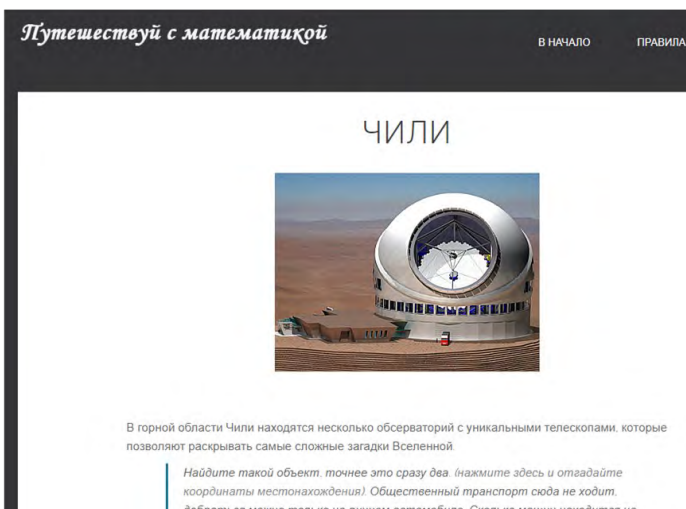 Путешествуй с математикой
В НАЧАЛО ПРАВИЛА
ЧИЛИ
В горной области Чили находятся несколько обсерваторий с уникальными телескопами, которые
позволяют раскрывать самые сложные загадки Вселенной.
Найдите такой объект, точнее это сразу два. (нажмите здесь и отгадайте
координаты местонахождения). Общественный транспорт сюда не ходит,